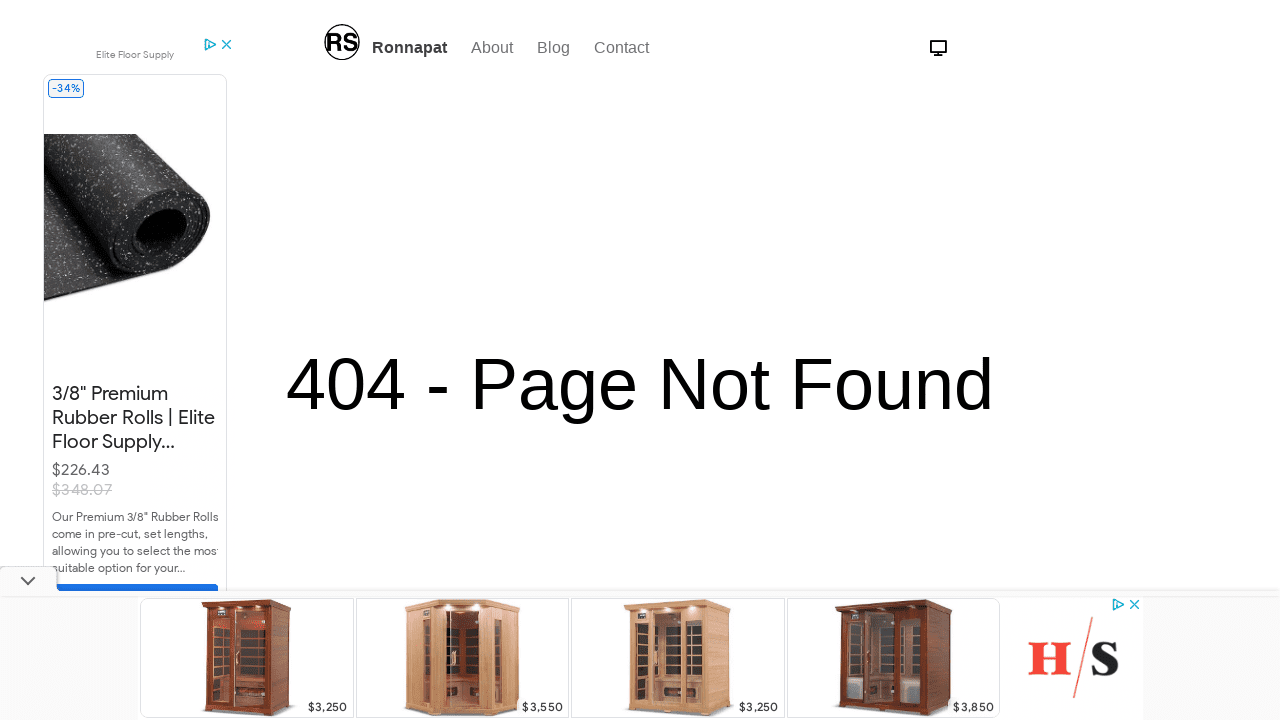 RS
Ronnapat
About
Blog
Contact
Elite Floor Supply
-34%
3/8" Premium
Rubber Rolls | Elite
Floor Supply...
$226.43
$348.07
Our Premium 3/8" Rubber Rolls
come in pre-cut, set lengths,
allowing you to select the mos
suitable option for your...
404 - Page Not Found
$3,250
$3,550
$3,250
$3,850
H/S